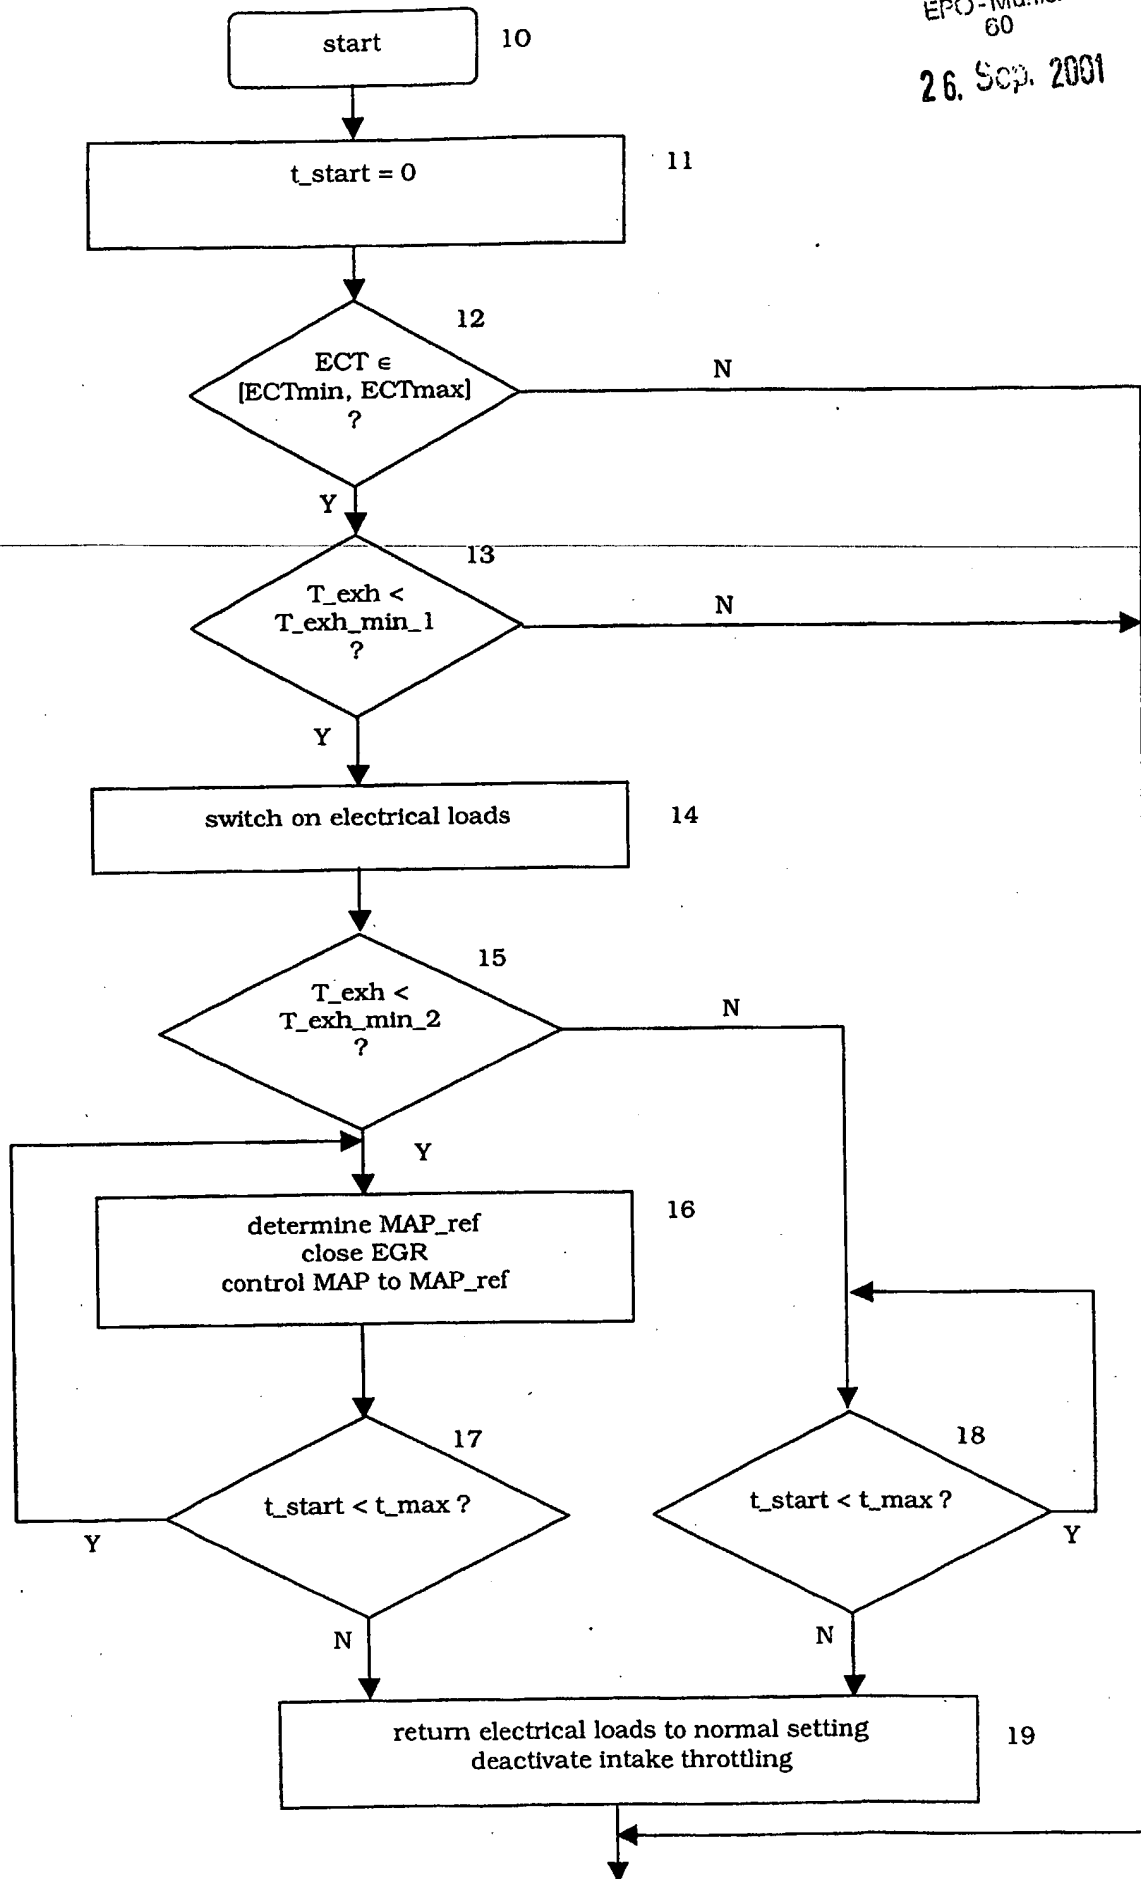 start
10
60
26. Sep. 2001
t_start = 0
11
12
ECT ∈
[ECTmin, ECTmax]
?
N
Y
13
T_exh <
T_exh_min_1
?
N
Y
switch on electrical loads
14
15
T_exh <
T_exh_min_2
?
N
Y
determine MAP_ref
close EGR
control MAP to MAP_ref
16
17
t_start < t_max ?
Y
N
18
t_start < t_max ?
Y
N
return electrical loads to normal setting
deactivate intake throttling
19